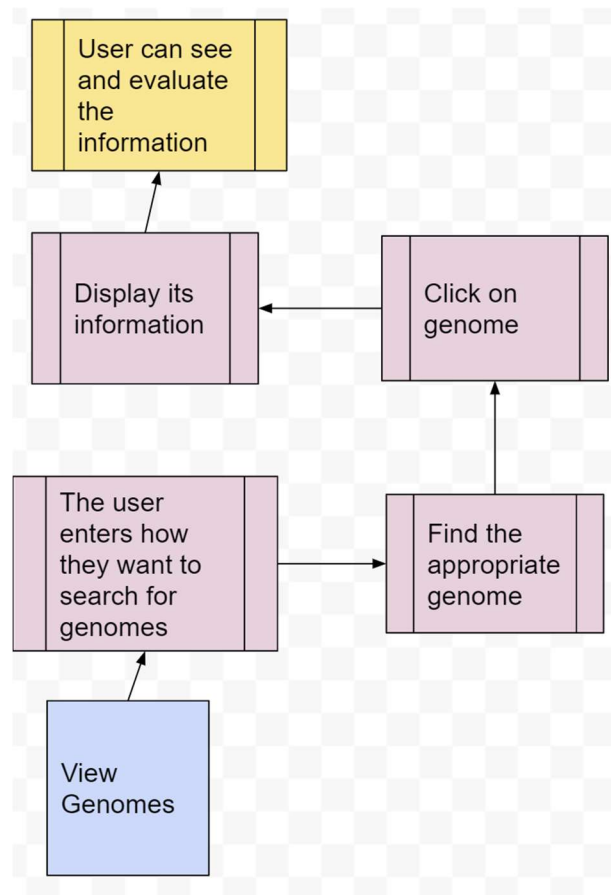 User can see
and evaluate
the
information
Display its
information
Click on
genome
The user
enters how
they want to
search for
genomes
Find the
appropriate
genome
View
Genomes